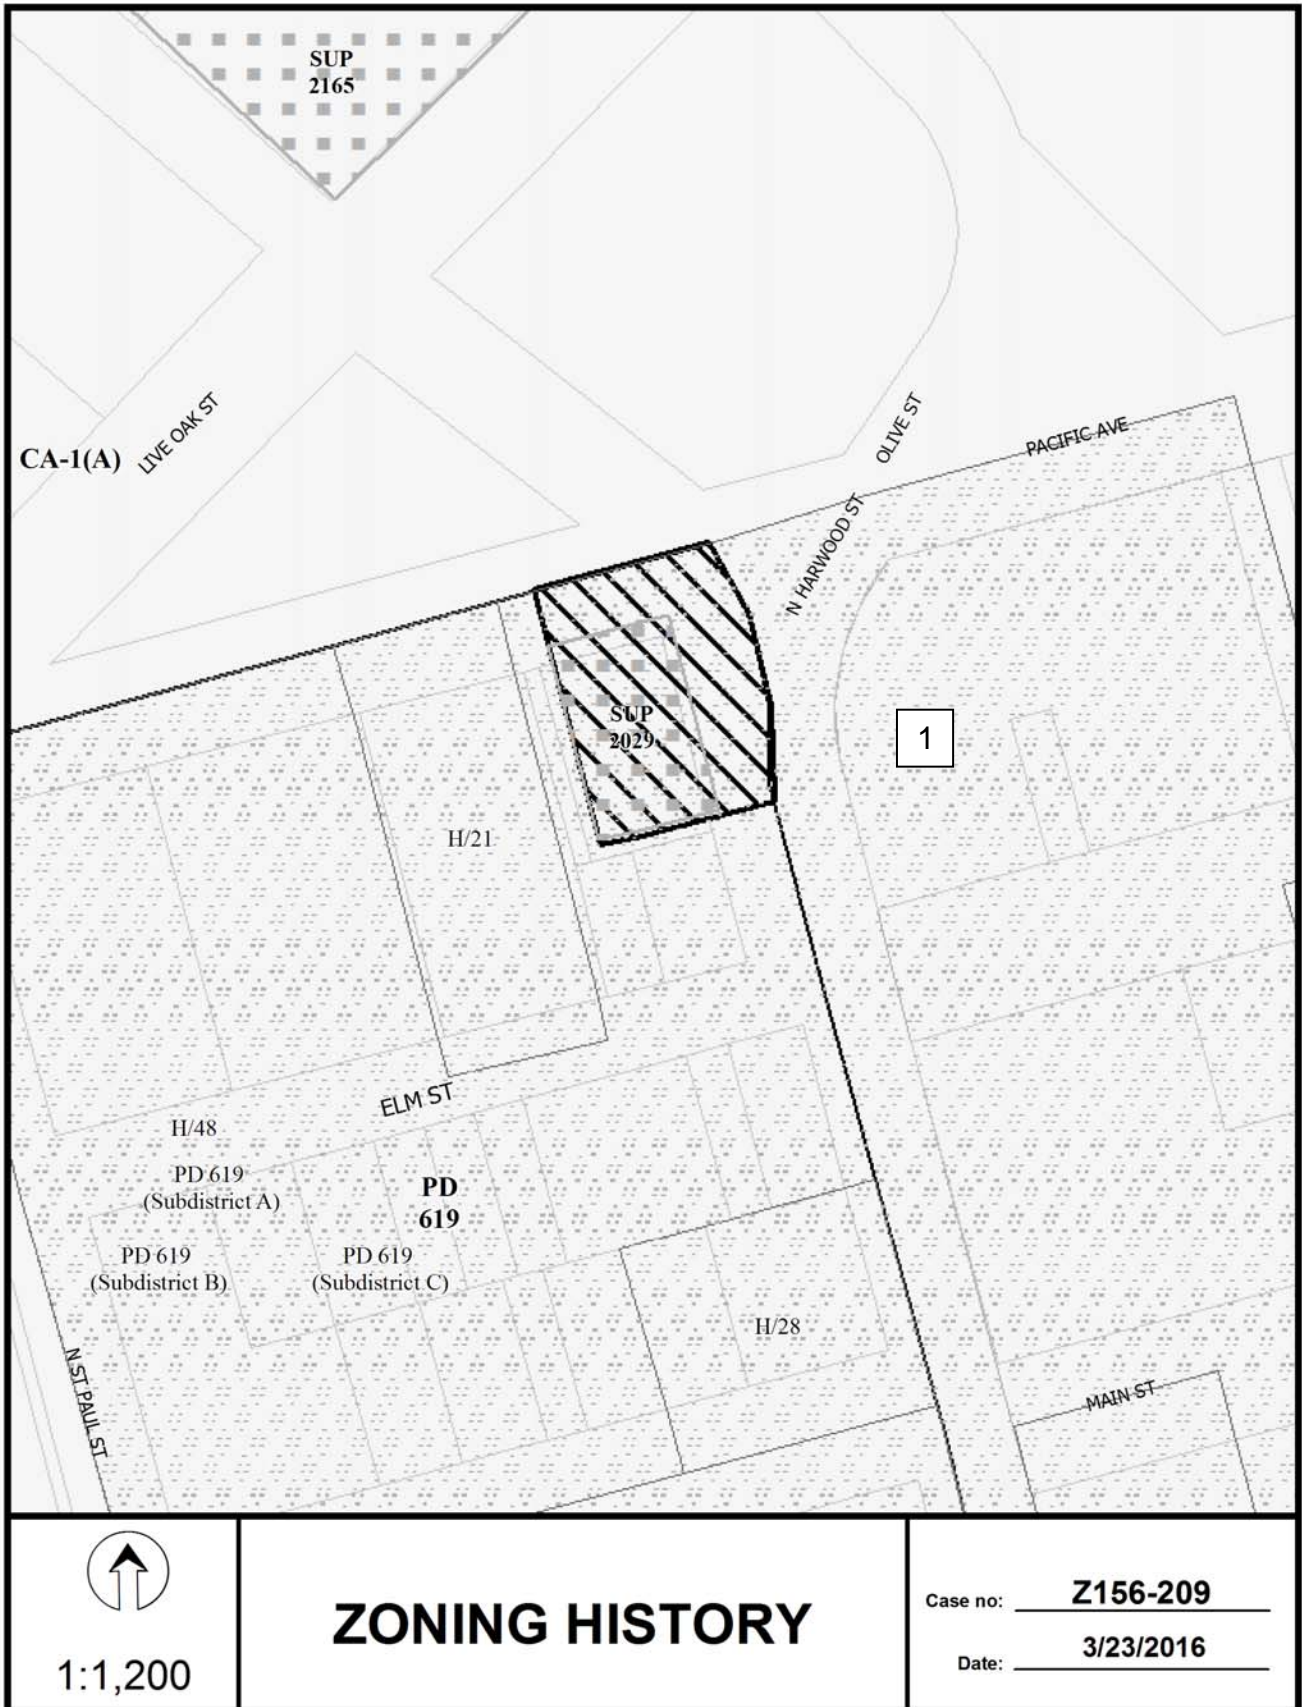 SUP
2165
CA-1(A)
LIVE OAK ST
OLIVE ST
PACIFIC AVE
N HARWOOD ST
SUP
2029
1
H/21
ELM ST
H/48
PD 619
(Subdistrict A)
PD
619
PD 619
(Subdistrict B)
PD 619
(Subdistrict C)
H/28
N ST PAUL ST
MAIN ST
1:1,200
ZONING HISTORY
Case no: Z156-209
Date: 3/23/2016